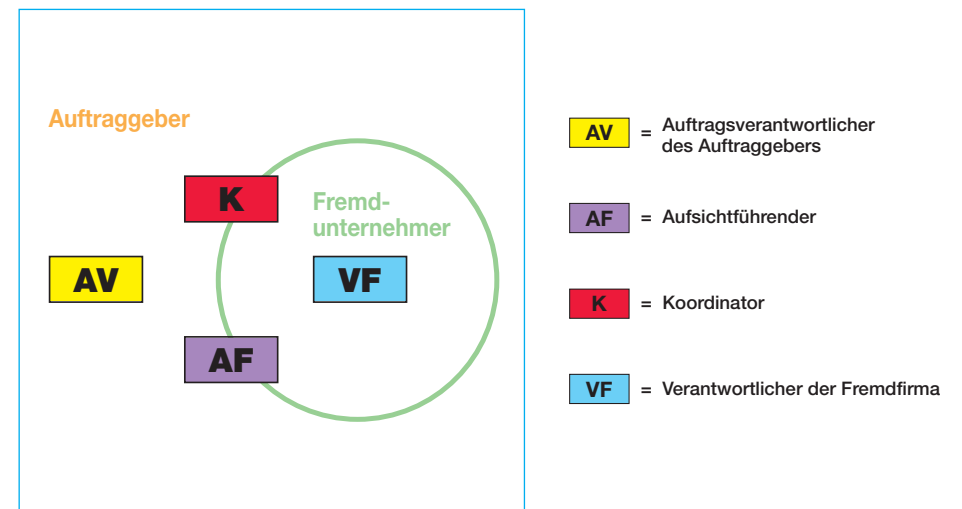 Auftraggeber
K
Fremd-
unternehmer
AV
VF
AF
AV = Auftragsverantwortlicher
des Auftraggebers
AF = Aufsichtführender
K = Koordinator
VF = Verantwortlicher der Fremdfirma